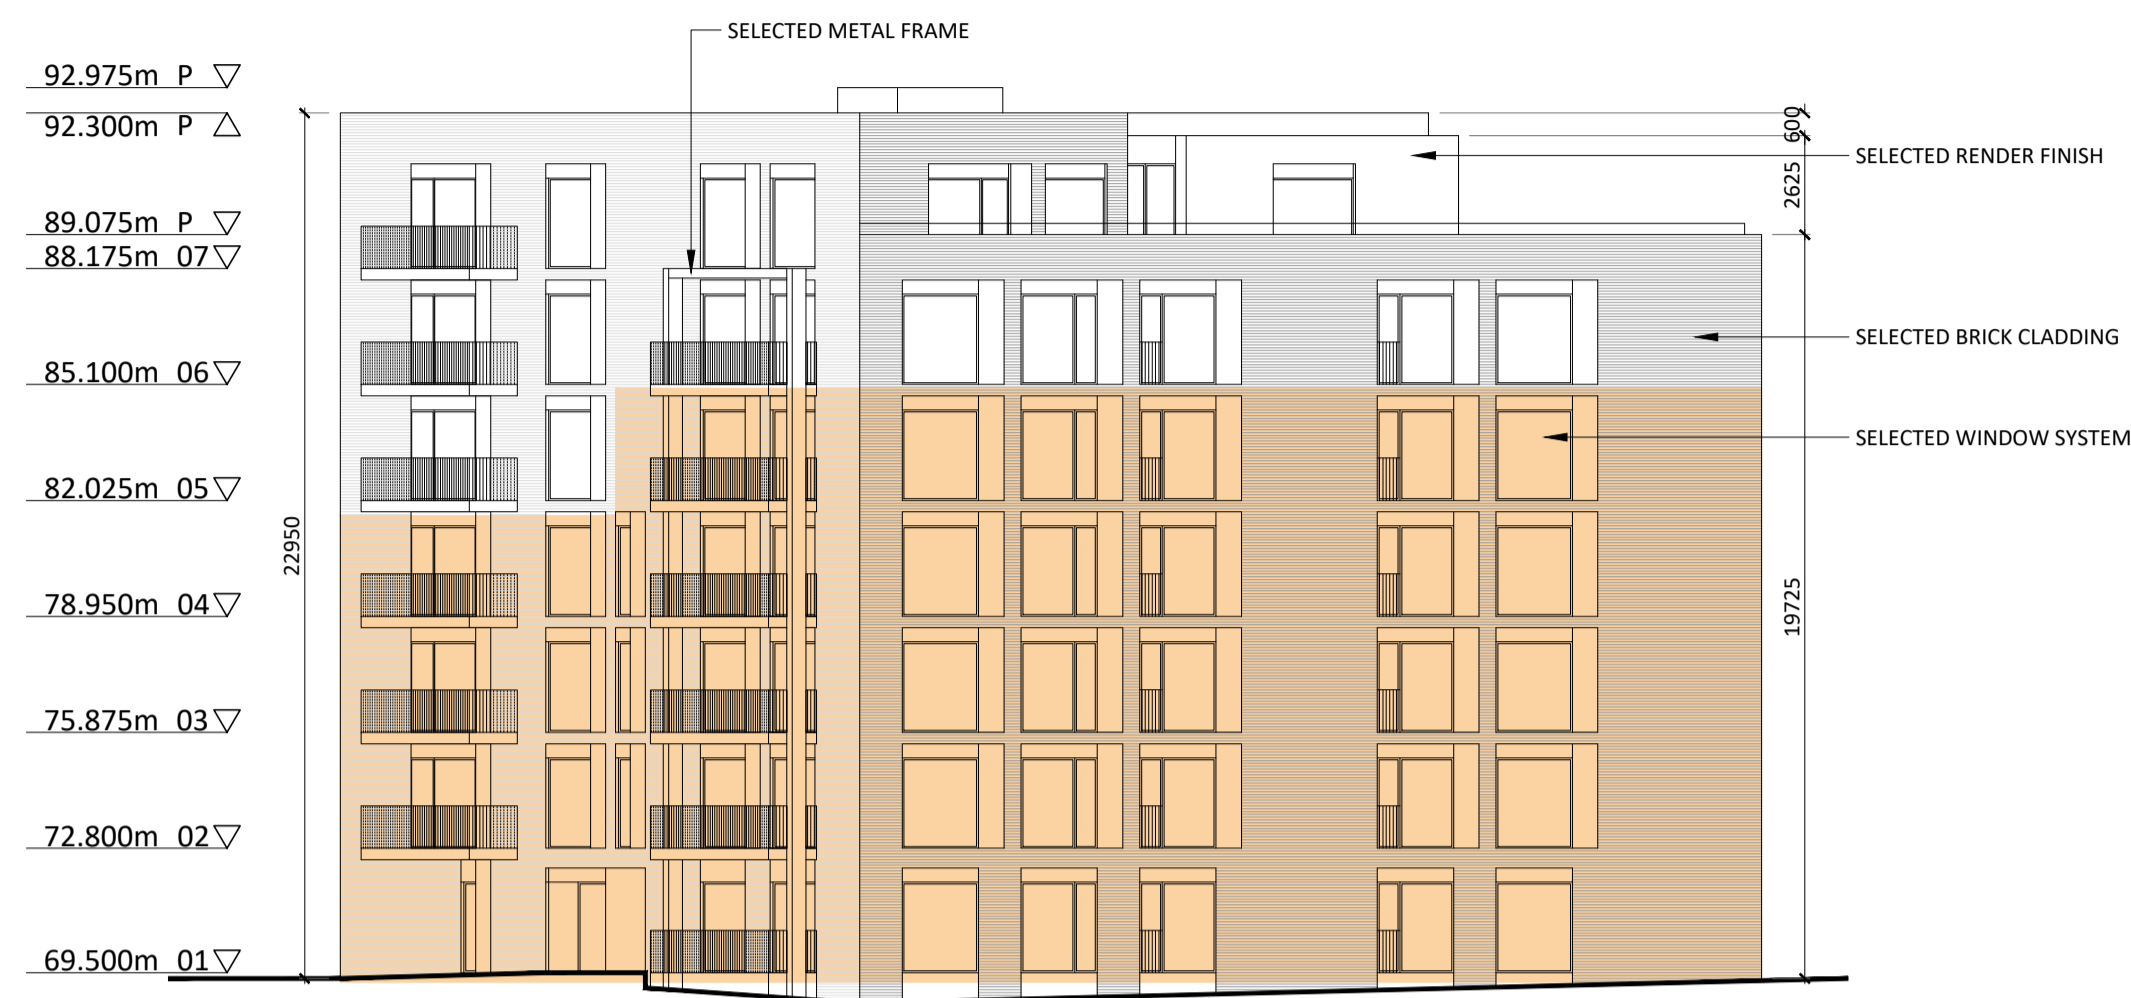 SELECTED METAL FRAME
92.975m P
92.300m P
600
SELECTED RENDER FINISH
2625
89.075m P
88.175m 07
SELECTED BRICK CLADDING
85.100m 06
SELECTED WINDOW SYSTEM
82.025m 05
22950
78.950m 04
19725
75.875m 03
72.800m 02
69.500m 01